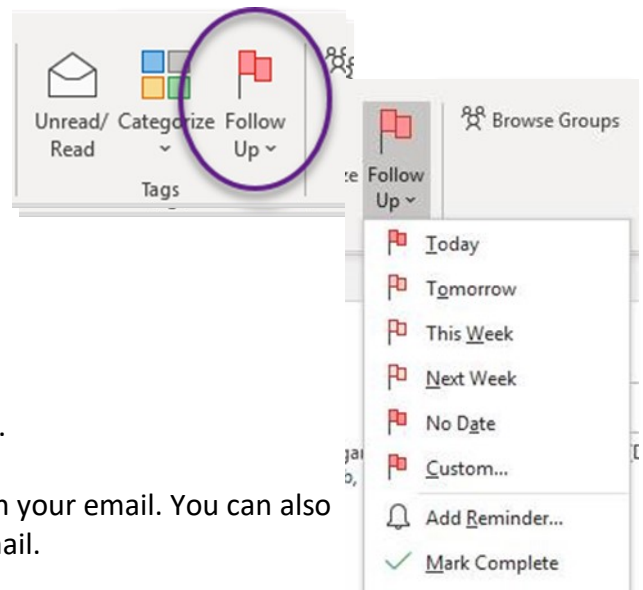 Unread/ Categorize Follow
Read Up
Tags
Browse Groups
Follow
Up
Today
Tomorrow
This Week
Next Week
No Date
Custom...
Add Reminder...
Mark Complete
your email. You can also